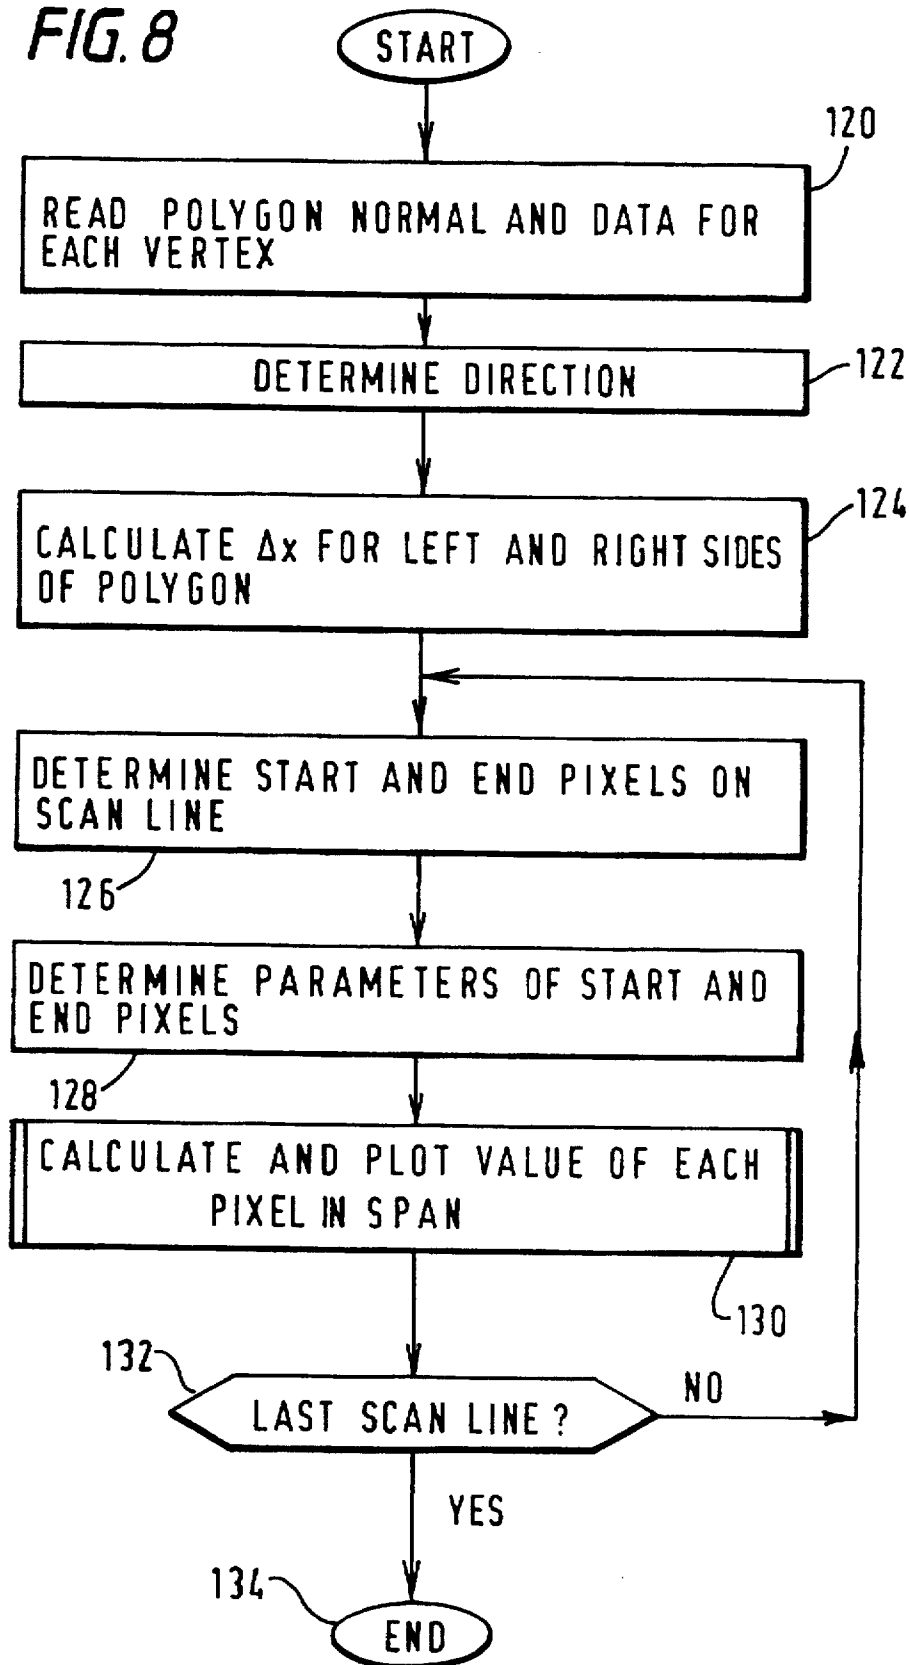 FIG. 8
START
120
READ POLYGON NORMAL AND DATA FOR
EACH VERTEX
DETERMINE DIRECTION
122
124
CALCULATE Δx FOR LEFT AND RIGHT SIDES
OF POLYGON
DETERMINE START AND END PIXELS ON
SCAN LINE
126
DETERMINE PARAMETERS OF START AND
END PIXELS
128
CALCULATE AND PLOT VALUE OF EACH
PIXEL IN SPAN
130
132
NO
LAST SCAN LINE?
YES
134
END